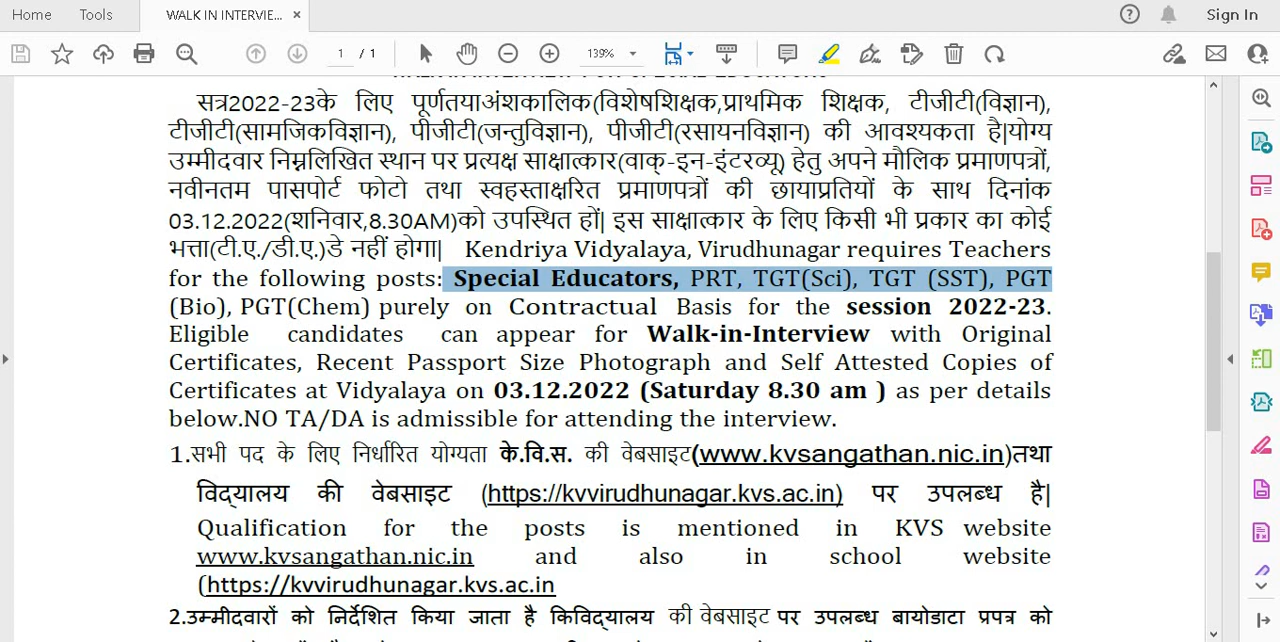 Home Tools WALK IN INTERVIE... × Sign In
1 / 1 139%
सत्र2022-23के लिए पूर्णतयाअंशकालिक(विशेषशिक्षक,प्राथमिक शिक्षक, टीजीटी(विज्ञान),
टीजीटी(सामजिकविज्ञान), पीजीटी(जन्तुविज्ञान), पीजीटी(रसायनविज्ञान) की आवश्यकता है|योग्य
उम्मीदवार निम्नलिखित स्थान पर प्रत्यक्ष साक्षात्कार(वाक्-इन-इंटरव्यू) हेतु अपने मौलिक प्रमाणपत्रों,
नवीनतम पासपोर्ट फोटो तथा स्वहस्ताक्षरित प्रमाणपत्रों की छायाप्रतियों के साथ दिनांक
03.12.2022(शनिवार,8.30AM)को उपस्थित हों| इस साक्षात्कार के लिए किसी भी प्रकार का कोई
भत्ता(टी.ए./डी.ए.)डे नहीं होगा| Kendriya Vidyalaya, Virudhunagar requires Teachers
for the following posts: Special Educators, PRT, TGT(Sci), TGT (SST), PGT
(Bio), PGT(Chem) purely on Contractual Basis for the session 2022-23.
Eligible candidates can appear for Walk-in-Interview with Original
Certificates, Recent Passport Size Photograph and Self Attested Copies of
Certificates at Vidyalaya on 03.12.2022 (Saturday 8.30 am ) as per details
below.NO TA/DA is admissible for attending the interview.
1.सभी पद के लिए निर्धारित योग्यता के.वि.स. की वेबसाइट(www.kvsangathan.nic.in)तथा
विद्यालय की वेबसाइट (https://kvvirudhunagar.kvs.ac.in) पर उपलब्ध है|
Qualification for the posts is mentioned in KVS website
www.kvsangathan.nic.in and also in school website
(https://kvvirudhunagar.kvs.ac.in
2.उम्मीदवारों को निर्देशित किया जाता है किविद्यालय की वेबसाइट पर उपलब्ध बायोडाटा प्रपत्र को